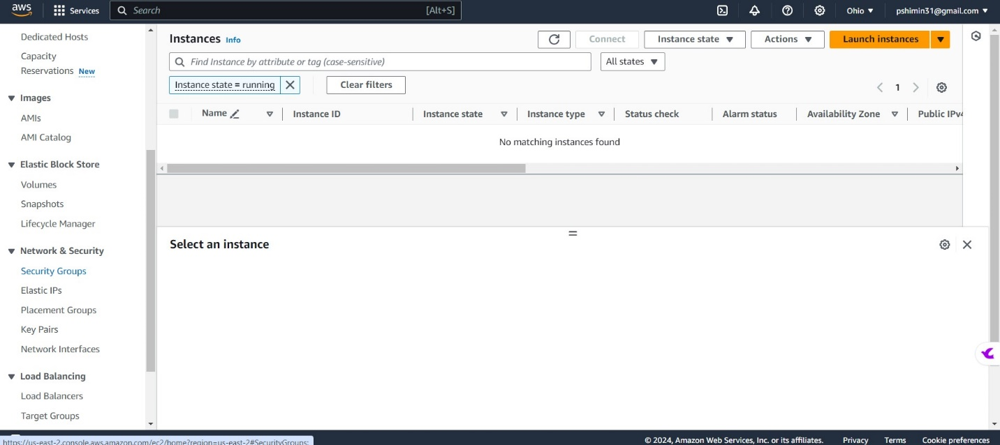 aws
Services
Search
[Alt+S]
Ohio
pshimin31@gmail.com
Dedicated Hosts
Capacity
Reservations New
Images
AMIs
AMI Catalog
Elastic Block Store
Volumes
Snapshots
Lifecycle Manager
Network & Security
Security Groups
Elastic IPs
Placement Groups
Key Pairs
Network Interfaces
Load Balancing
Load Balancers
Target Groups
Instances Info
Connect
Instance state
Actions
Launch instances
Find Instance by attribute or tag (case-sensitive)
All states
Instance state = running
Clear filters
1
Name
Instance ID
Instance state
Instance type
Status check
Alarm status
Availability Zone
Public IPv4
No matching instances found
Select an instance
https://us-east-2.console.aws.amazon.com/ec2/home?region=us-east-2#SecurityGroups:
© 2024, Amazon Web Services, Inc. or its affiliates.
Privacy
Terms
Cookie preferences